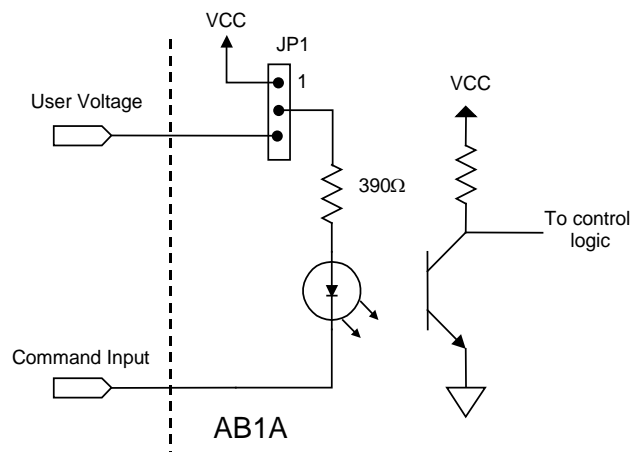 VCC
JP1
1
User Voltage
VCC
390Ω
To control
logic
Command Input
AB1A